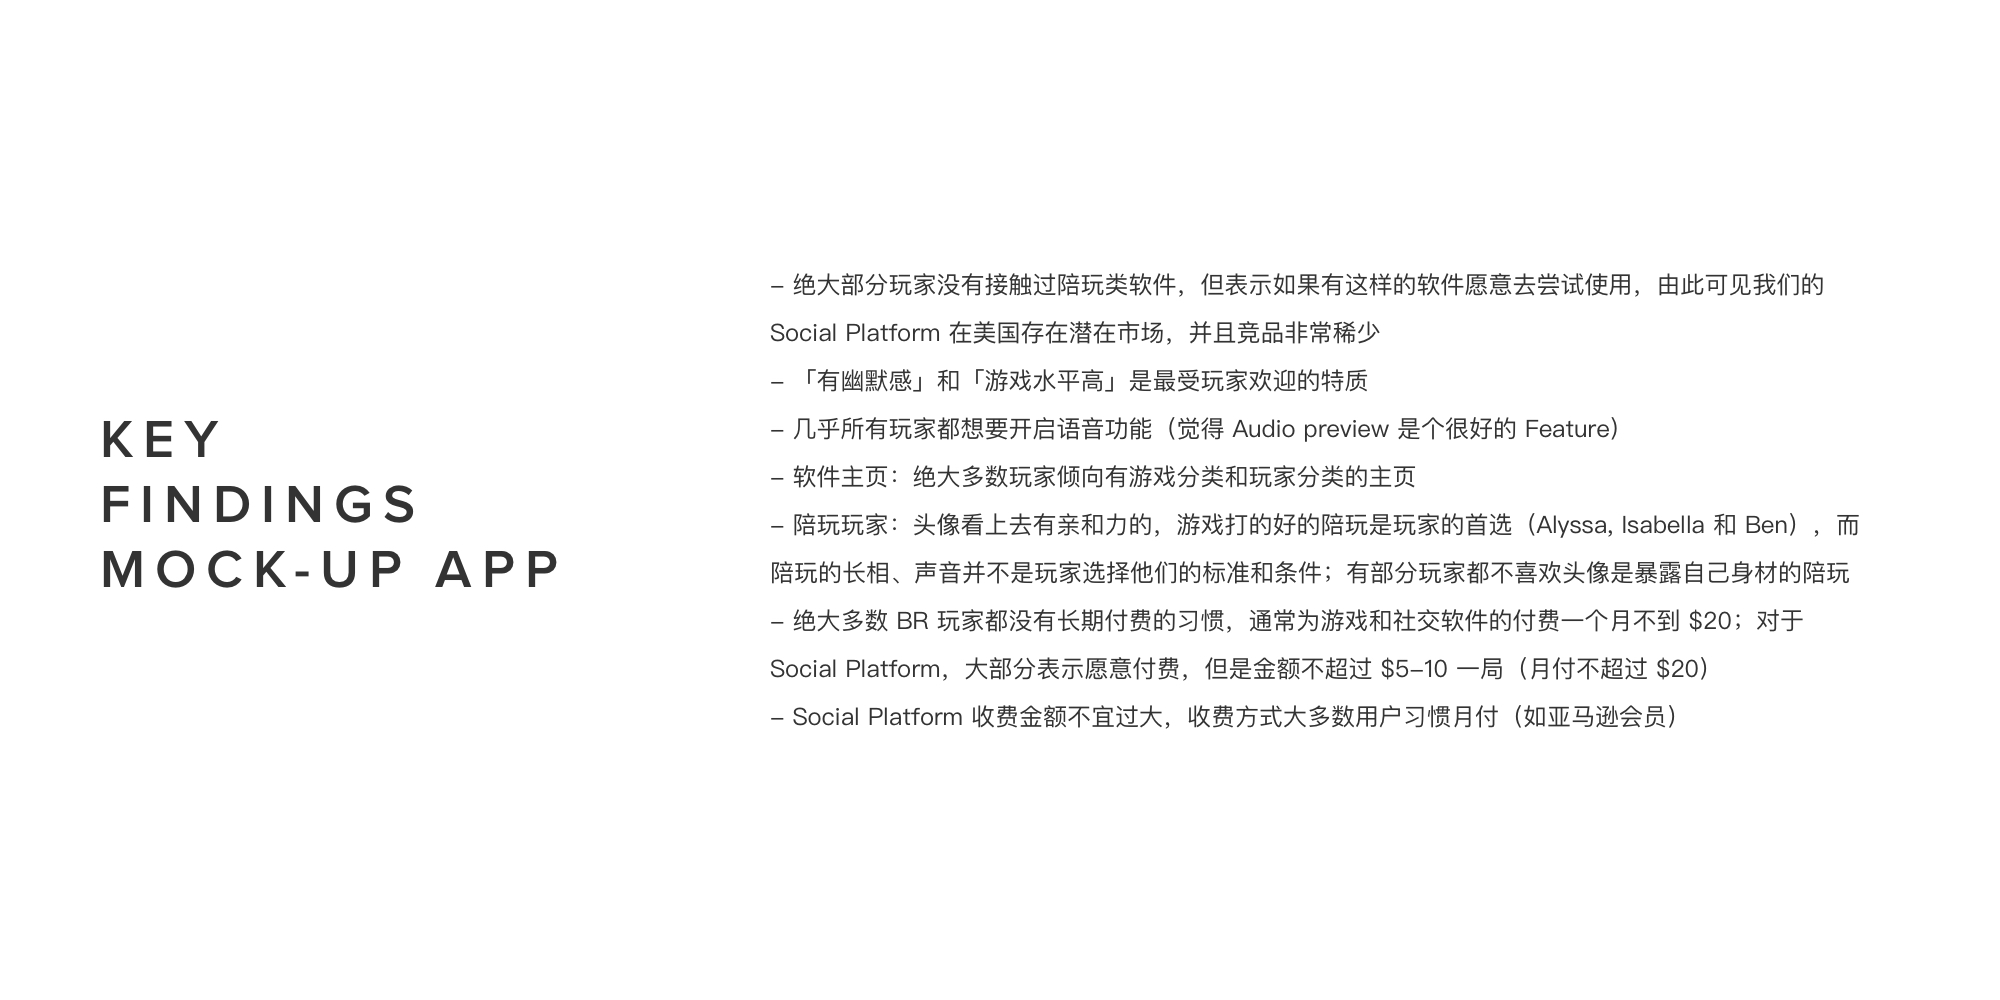 KEY
FINDINGS
MOCK-UP APP
– 绝大部分玩家没有接触过陪玩类软件，但表示如果有这样的软件愿意去尝试使用，由此可见我们的
Social Platform 在美国存在潜在市场，并且竞品非常稀少
– 「有幽默感」和「游戏水平高」是最受玩家欢迎的特质
– 几乎所有玩家都想要开启语音功能（觉得 Audio preview 是个很好的 Feature）
– 软件主页：绝大多数玩家倾向有游戏分类和玩家分类的主页
– 陪玩玩家：头像看上去有亲和力的，游戏打的好的陪玩是玩家的首选（Alyssa, Isabella 和 Ben），而
陪玩的长相、声音并不是玩家选择他们的标准和条件；有部分玩家都不喜欢头像是暴露自己身材的陪玩
– 绝大多数 BR 玩家都没有长期付费的习惯，通常为游戏和社交软件的付费一个月不到 $20；对于
Social Platform，大部分表示愿意付费，但是金额不超过 $5–10 一局（月付不超过 $20）
– Social Platform 收费金额不宜过大，收费方式大多数用户习惯月付（如亚马逊会员）